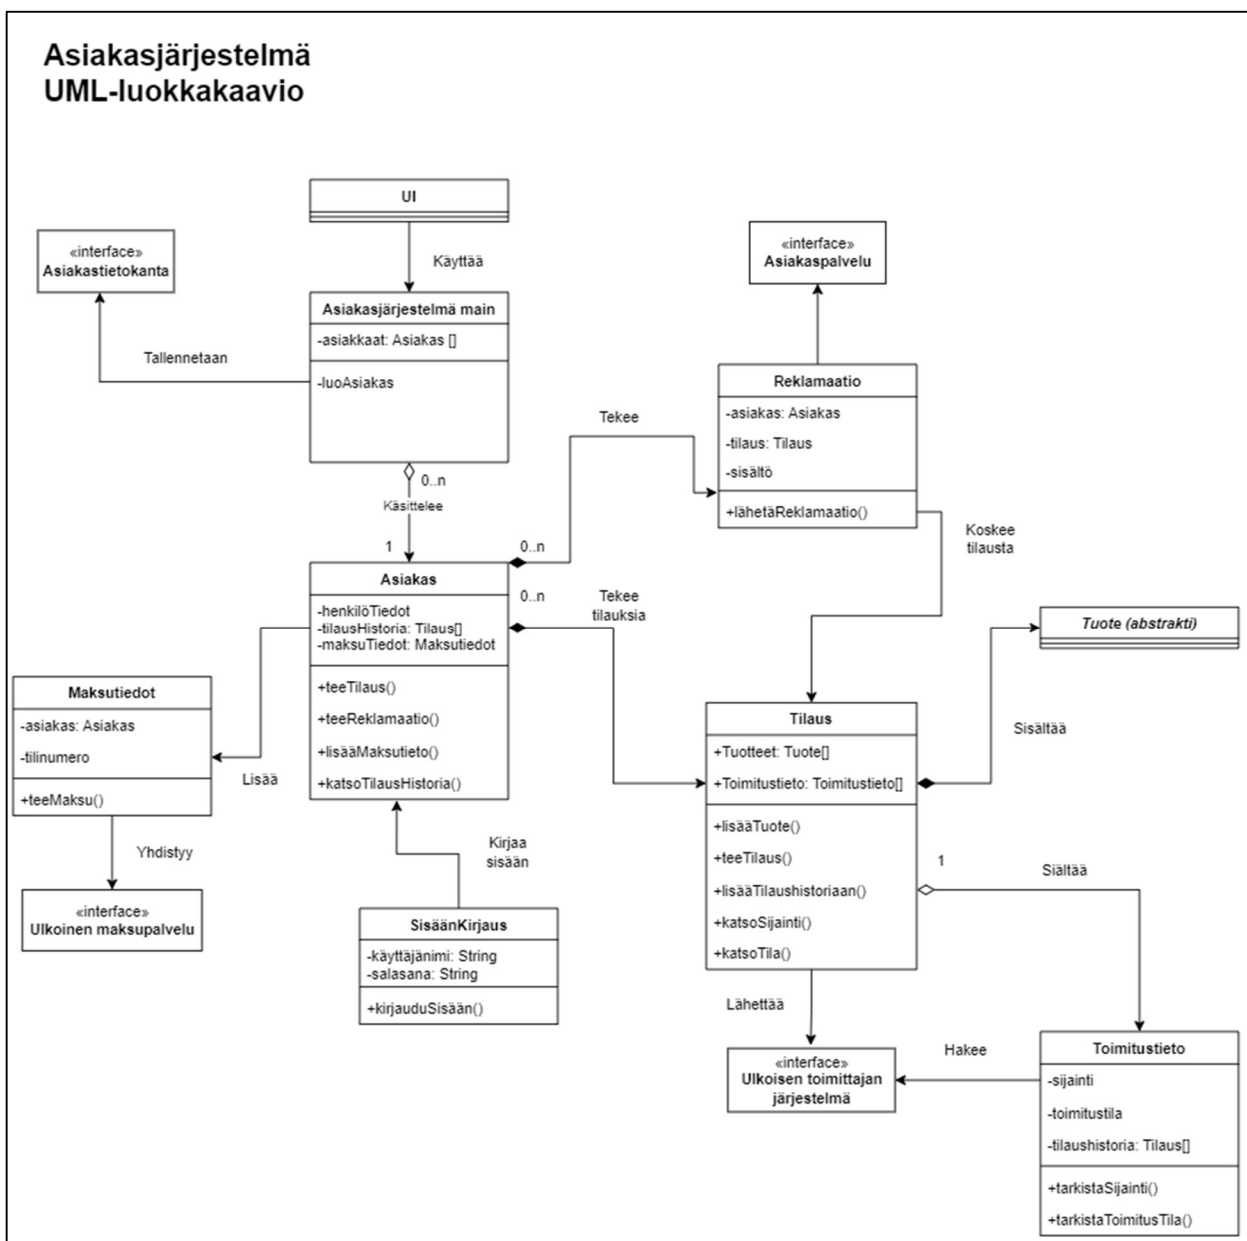 Asiakasjärjestelmä
UML-luokkakaavio
UI
Käyttää
«interface»
Asiakastietokanta
Tallennetaan
Asiakasjärjestelmä main
-asiakkaat: Asiakas []
-luoAsiakas
0..n
Käsittelee
1
«interface»
Asiakaspalvelu
Reklamaatio
-asiakas: Asiakas
-tilaus: Tilaus
-sisältö
+lähetäReklamaatio()
Tekee
0..n
Koskee
tilausta
Asiakas
-henkilöTiedot
-tilausHistoria: Tilaus[]
-maksuTiedot: Maksutiedot
+teeTilaus()
+teeReklamaatio()
+lisääMaksutieto()
+katsoTilausHistoria()
0..n
Tekee
tilauksia
Tuote (abstrakti)
Sisältää
Maksutiedot
-asiakas: Asiakas
-tilinumero
+teeMaksu()
Lisää
Yhdistyy
«interface»
Ulkoinen maksupalvelu
Kirjaa
sisään
SisäänKirjaus
-käyttäjänimi: String
-salasana: String
+kirjauduSisään()
Tilaus
+Tuotteet: Tuote[]
+Toimitustieto: Toimitustieto[]
+lisääTuote()
+teeTilaus()
+lisääTilaushistoriaan()
+katsoSijainti()
+katsoTila()
1
Siältää
Lähettää
«interface»
Ulkoisen toimittajan
järjestelmä
Hakee
Toimitustieto
-sijainti
-toimitustila
-tilaushistoria: Tilaus[]
+tarkistaSijainti()
+tarkistaToimitusTila()